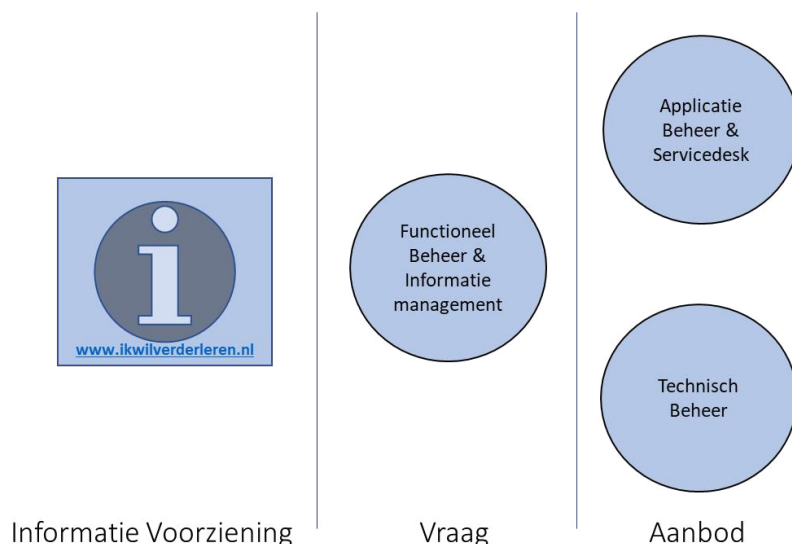 Applicatie
Beheer &
Servicedesk
Functioneel
Beheer &
Informatie
management
www.ikwilverderleren.nl
Technisch
Beheer
Informatie Voorziening
Vraag
Aanbod